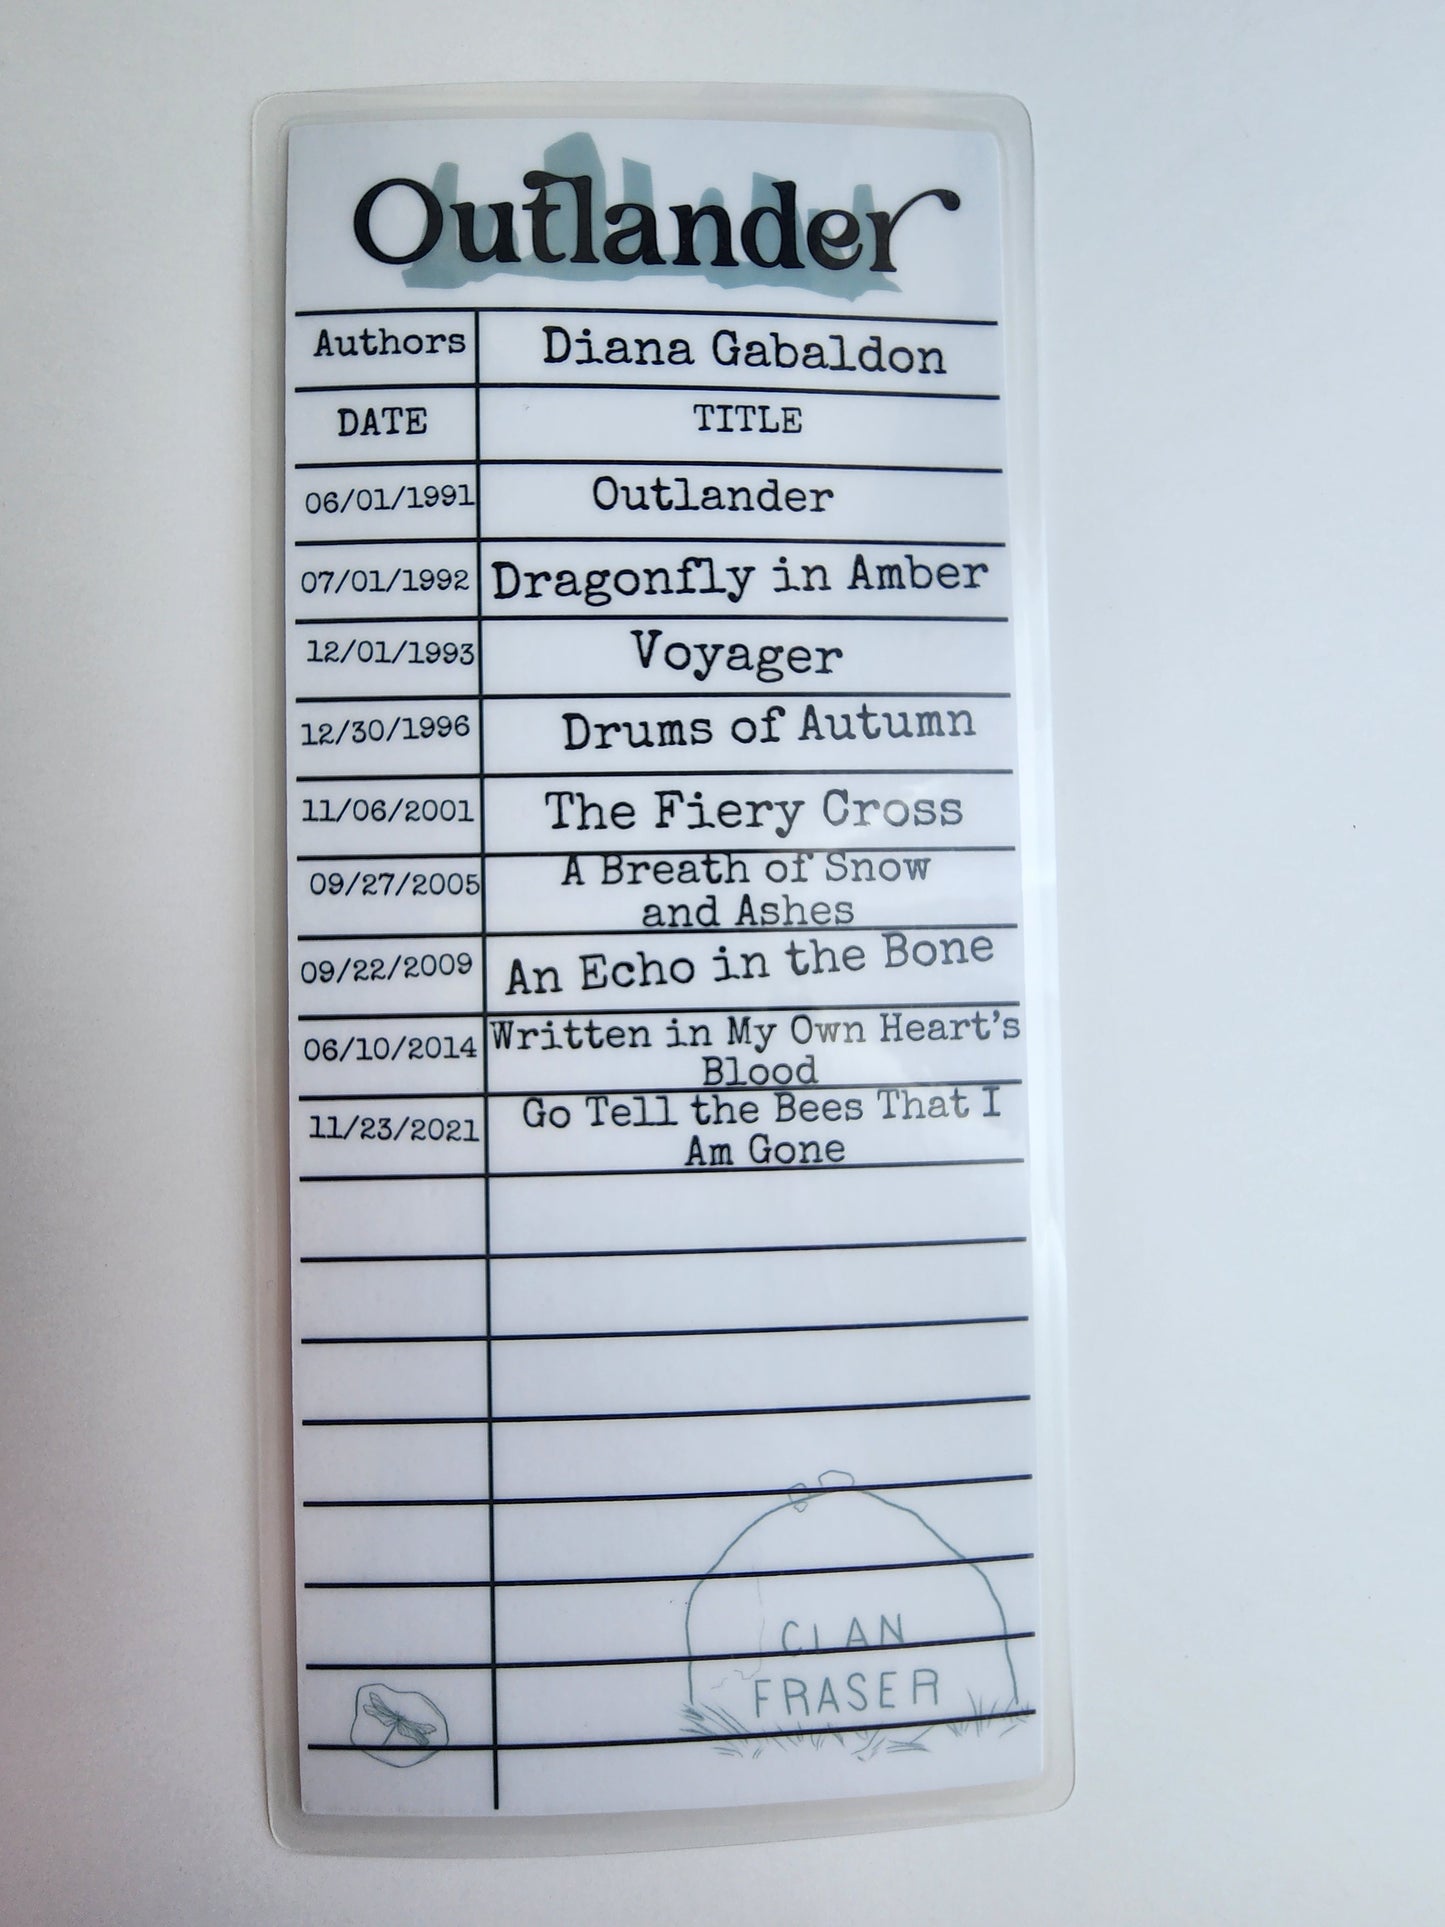 Outlander
Authors Diana Gabaldon
DATE TITLE
06/01/1991 Outlander
07/01/1992 Dragonfly in Amber
12/01/1993 Voyager
12/30/1996 Drums of Autumn
11/06/2001 The Fiery Cross
09/27/2005 A Breath of Snow
and Ashes
09/22/2009 An Echo in the Bone
06/10/2014 Written in My Own Heart's
Blood
11/23/2021 Go Tell the Bees That I
Am Gone
CLAN
FRASER